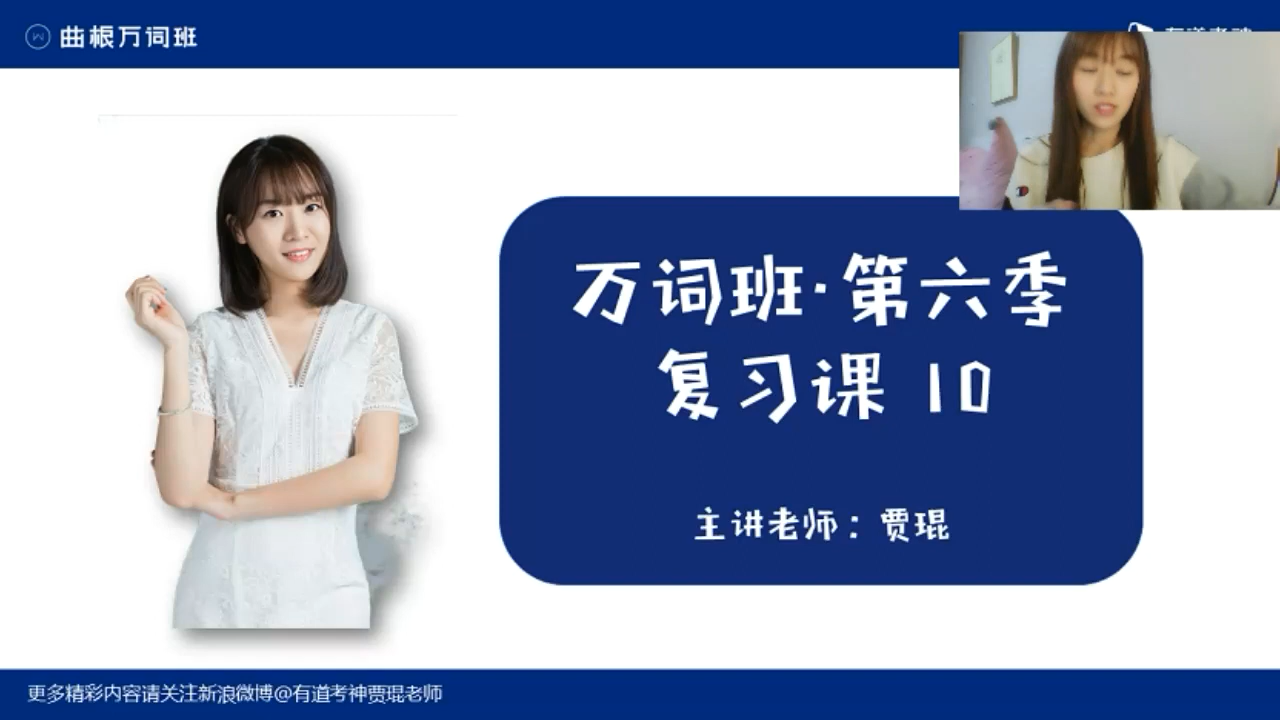 曲根万词班
万词班·第六季
复习课 10
主讲老师：贾琨
更多精彩内容请关注新浪微博@有道考神贾琨老师